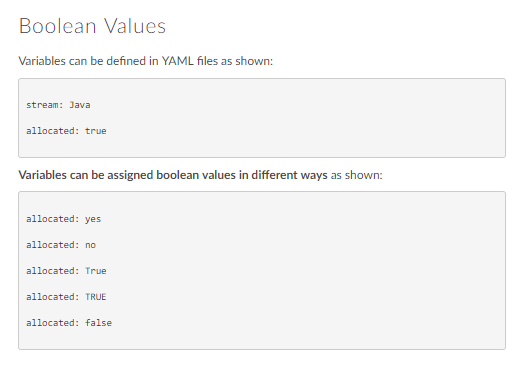 Boolean Values
Variables can be defined in YAML files as shown:
stream: Java
allocated: true
Variables can be assigned boolean values in different ways as shown:
allocated: yes
allocated: no
allocated: True
allocated: TRUE
allocated: false